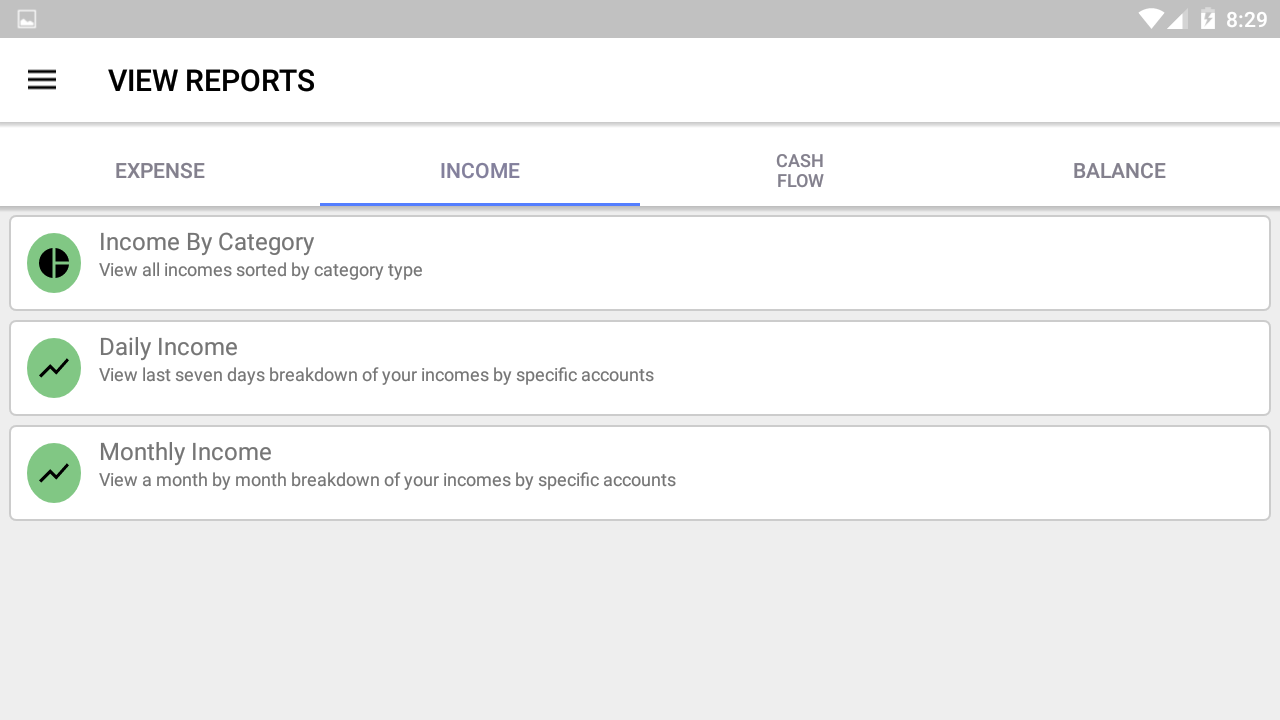 8:29
VIEW REPORTS
EXPENSE
INCOME
CASH
FLOW
BALANCE
Income By Category
View all incomes sorted by category type
Daily Income
View last seven days breakdown of your incomes by specific accounts
Monthly Income
View a month by month breakdown of your incomes by specific accounts